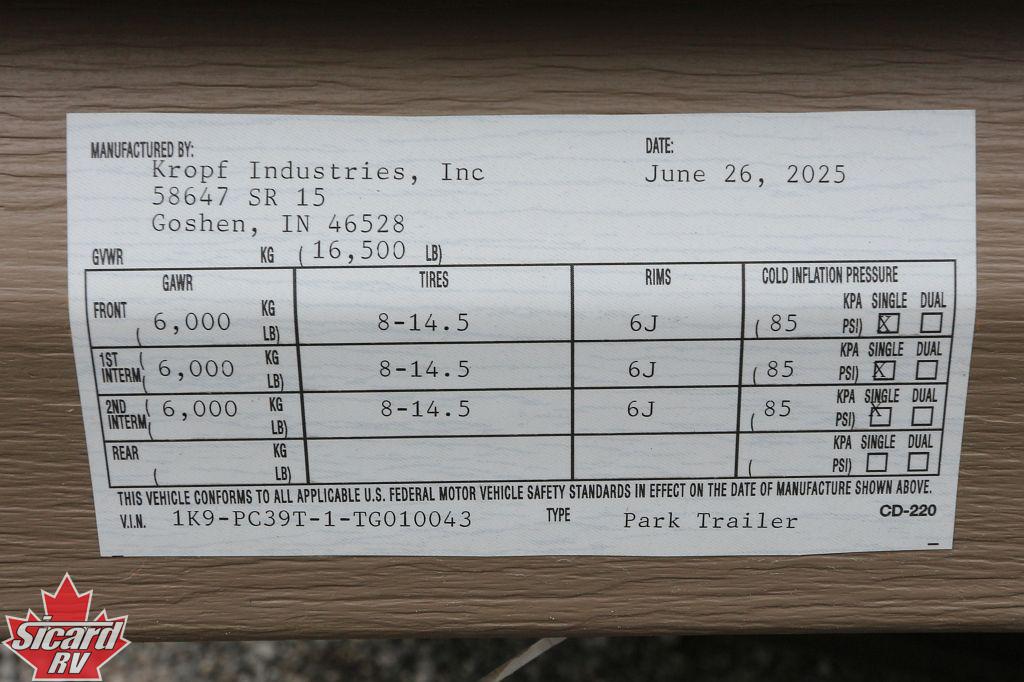 MANUFACTURED BY: DATE:
Kropf Industries, Inc June 26, 2025
58647 SR 15
Goshen, IN 46528
GVWR KG (16,500 LB)
GAWR TIRES RIMS COLD INFLATION PRESSURE
FRONT KG KPA SINGLE DUAL
( 6,000 LB) 8-14.5 6J ( 85 PSI) X
1ST ( KG KPA SINGLE DUAL
INTERM. 6,000 LB) 8-14.5 6J ( 85 PSI) X
2ND ( 6,000 KG 8-14.5 6J 85 KPA SINGLE DUAL
INTERM. ( LB) ( PSI) X
REAR KG KPA SINGLE DUAL
( LB) ( PSI)
THIS VEHICLE CONFORMS TO ALL APPLICABLE U.S. FEDERAL MOTOR VEHICLE SAFETY STANDARDS IN EFFECT ON THE DATE OF MANUFACTURE SHOWN ABOVE.
V.I.N. 1K9-PC39T-1-TG010043 TYPE Park Trailer CD-220
Sicard
RV